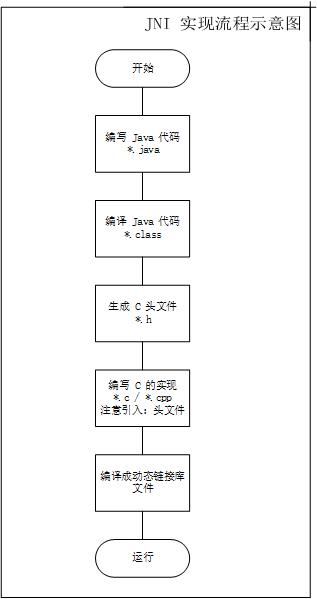 JNI 实现流程示意图
开始
编写 Java 代码
*.java
编译 Java 代码
*.class
生成 C 头文件
*.h
编写 C 的实现
*.c / *.cpp
注意引入：头文件
编译成动态链接库
文件
运行